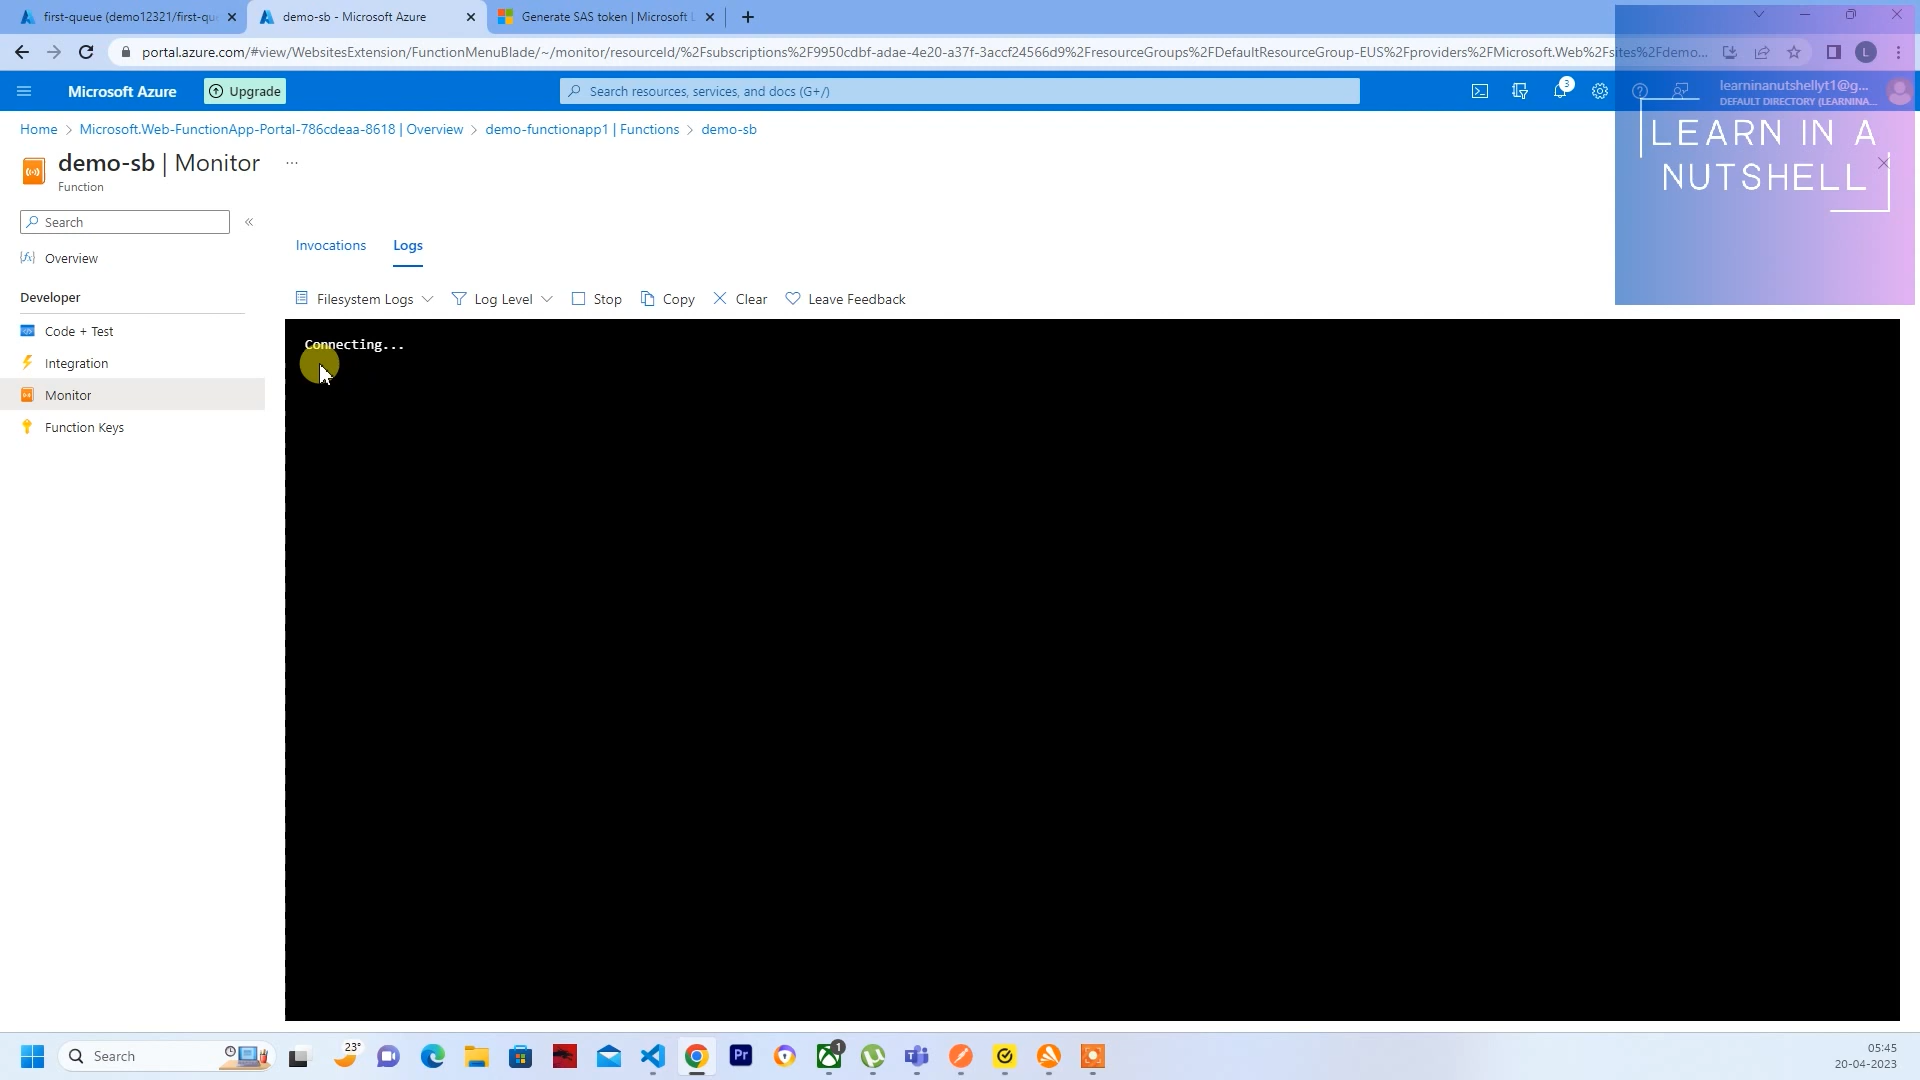 first-queue (demo12321/first-qu
demo-sb - Microsoft Azure
Generate SAS token | Microsoft L
portal.azure.com/#view/WebsitesExtension/FunctionMenuBlade/~/monitor/resourceId/%2Fsubscriptions%2F9950cdbf-adae-4e20-a37f-3accf24566d9%2FresourceGroups%2FDefaultResourceGroup-EUS%2Fproviders%2FMicrosoft.Web%2Fsites%2Fdemo...
L
Microsoft Azure
Upgrade
Search resources, services, and docs (G+/)
3
learninanutshellyt1@g...
DEFAULT DIRECTORY (LEARNINA...
Home > Microsoft.Web-FunctionApp-Portal-786cdeaa-8618 | Overview > demo-functionapp1 | Functions > demo-sb
LEARN IN A
NUTSHELL
demo-sb | Monitor ...
Function
Search
«
Overview
Developer
Code + Test
Integration
Monitor
Function Keys
Invocations
Logs
Filesystem Logs
Log Level
Stop
Copy
Clear
Leave Feedback
Connecting...
Search
23°
Pr
1
05:45
20-04-2023